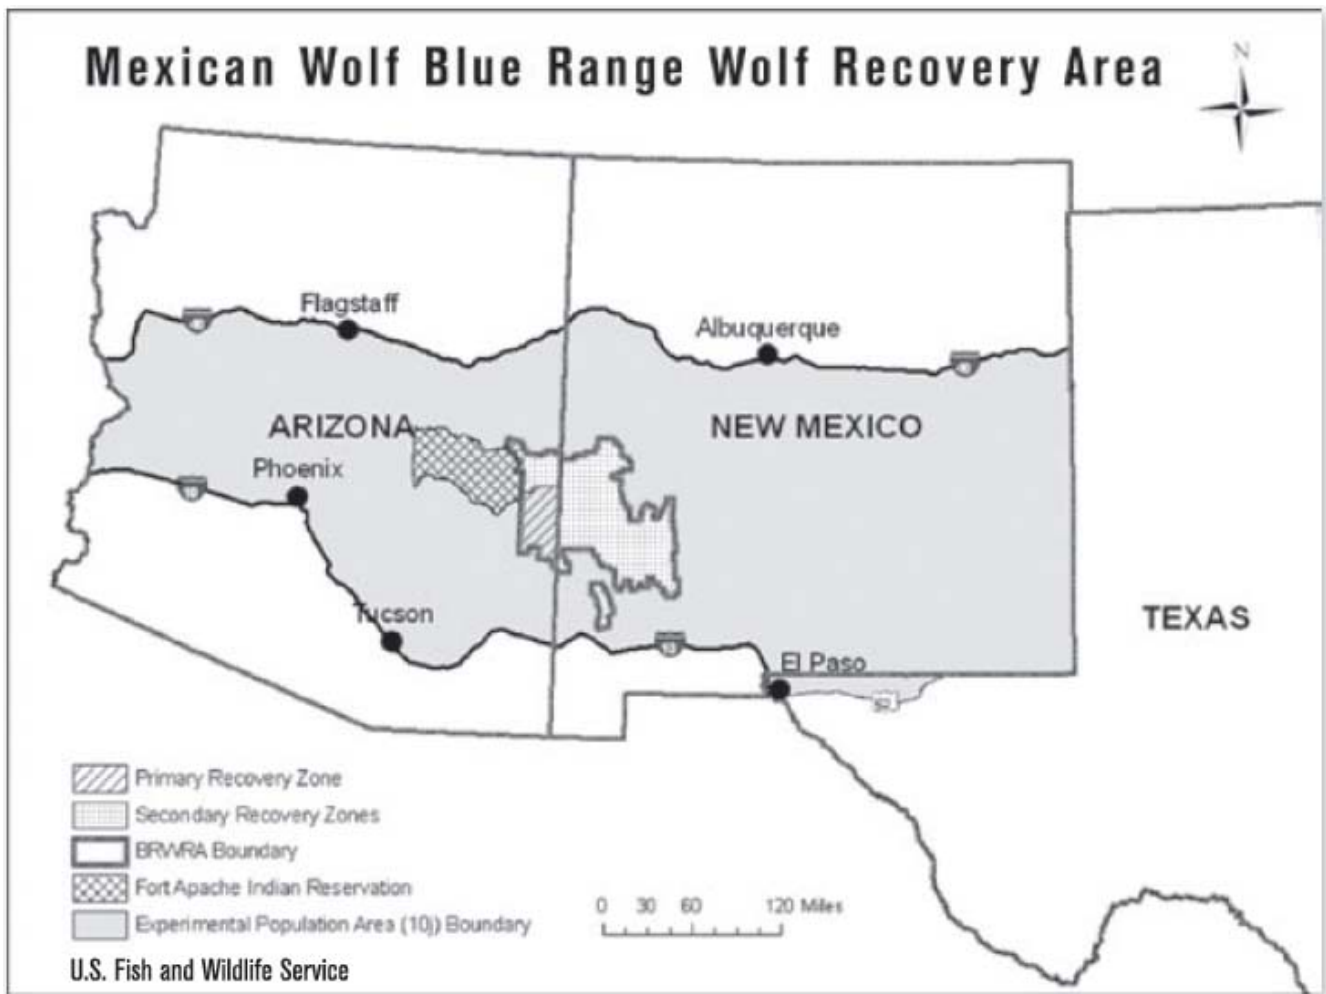 Mexican Wolf Blue Range Wolf Recovery Area
N
Flagstaff
Albuquerque
ARIZONA
NEW MEXICO
Phoenix
Tucson
TEXAS
El Paso
Primary Recovery Zone
Secondary Recovery Zones
BRWRA Boundary
Fort Apache Indian Reservation
0 30 60 120 Miles
Experimental Population Area (10j) Boundary
U.S. Fish and Wildlife Service